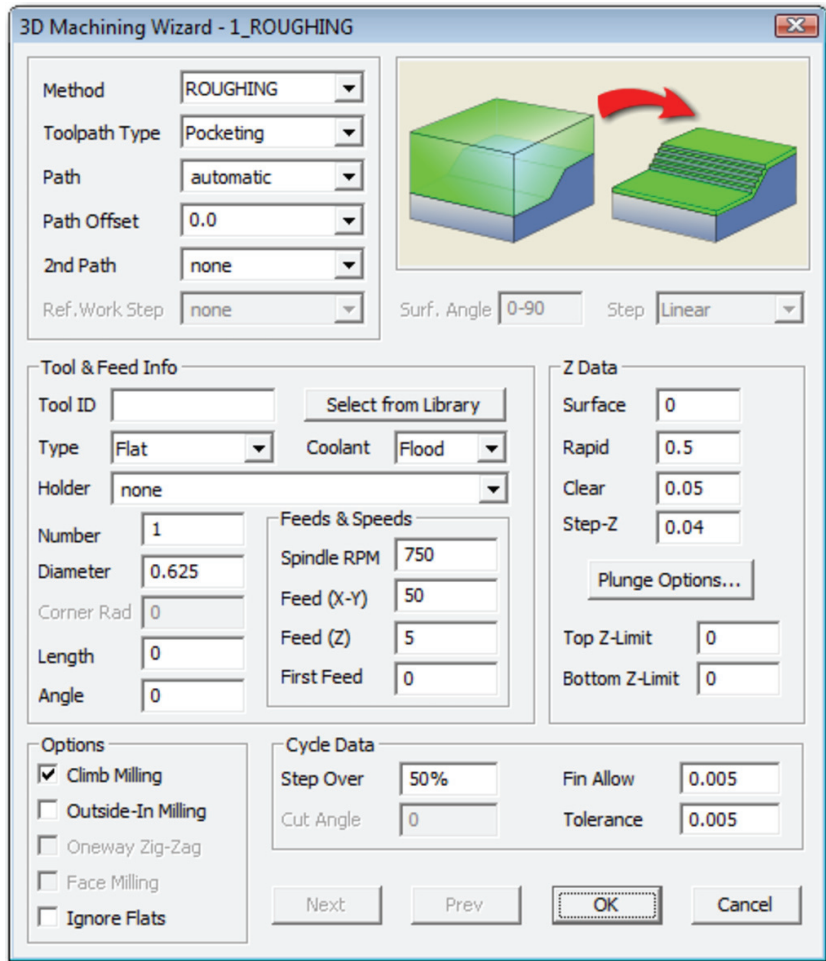 3D Machining Wizard - 1_ROUGHING
Method ROUGHING
Toolpath Type Pocketing
Path automatic
Path Offset 0.0
2nd Path none
Ref.Work Step none
Surf. Angle 0-90 Step Linear
Tool & Feed Info
Tool ID Select from Library
Type Flat Coolant Flood
Holder none
Number 1
Diameter 0.625
Corner Rad 0
Length 0
Angle 0
Feeds & Speeds
Spindle RPM 750
Feed (X-Y) 50
Feed (Z) 5
First Feed 0
Z Data
Surface 0
Rapid 0.5
Clear 0.05
Step-Z 0.04
Plunge Options...
Top Z-Limit 0
Bottom Z-Limit 0
Options
Climb Milling
Outside-In Milling
Oneway Zig-Zag
Face Milling
Ignore Flats
Cycle Data
Step Over 50% Fin Allow 0.005
Cut Angle 0 Tolerance 0.005
Next Prev OK Cancel